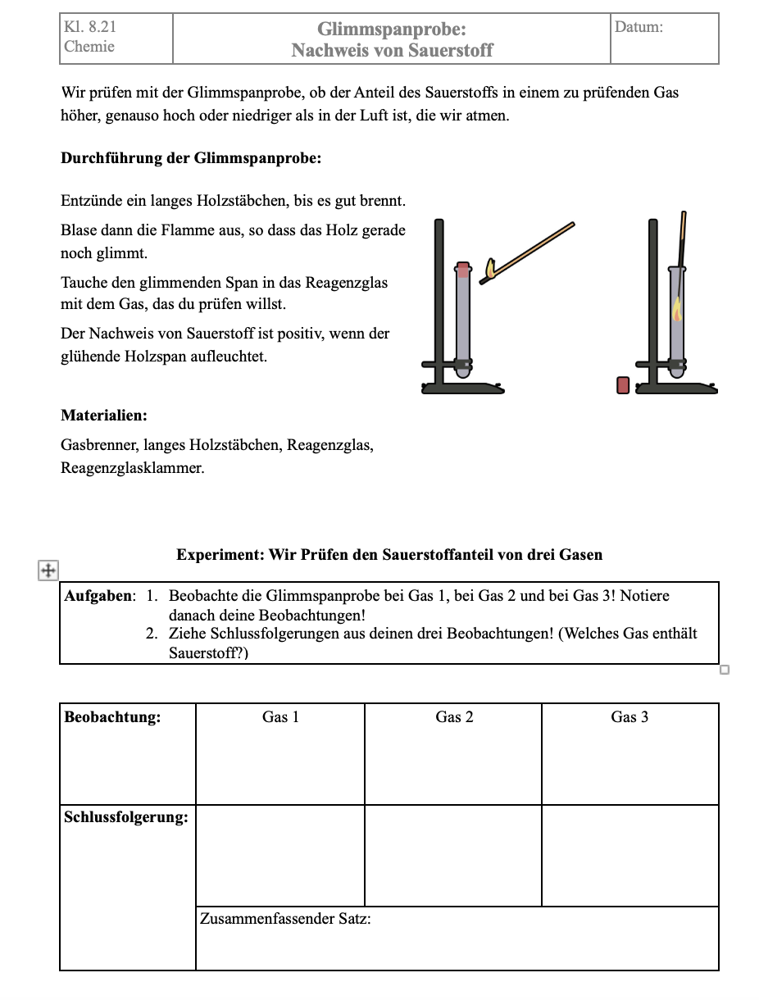 Kl. 8.21
Chemie
Glimmspanprobe:
Nachweis von Sauerstoff
Datum:
Wir prüfen mit der Glimmspanprobe, ob der Anteil des Sauerstoffs in einem zu prüfenden Gas
höher, genauso hoch oder niedriger als in der Luft ist, die wir atmen.
Durchführung der Glimmspanprobe:
Entzünde ein langes Holzstäbchen, bis es gut brennt.
Blase dann die Flamme aus, so dass das Holz gerade
noch glimmt.
Tauche den glimmenden Span in das Reagenzglas
mit dem Gas, das du prüfen willst.
Der Nachweis von Sauerstoff ist positiv, wenn der
glühende Holzspan aufleuchtet.
Materialien:
Gasbrenner, langes Holzstäbchen, Reagenzglas,
Reagenzglasklammer.
Experiment: Wir Prüfen den Sauerstoffanteil von drei Gasen
Aufgaben: 1. Beobachte die Glimmspanprobe bei Gas 1, bei Gas 2 und bei Gas 3! Notiere
danach deine Beobachtungen!
2. Ziehe Schlussfolgerungen aus deinen drei Beobachtungen! (Welches Gas enthält
Sauerstoff?)
Beobachtung: Gas 1 Gas 2 Gas 3
Schlussfolgerung:
Zusammenfassender Satz: